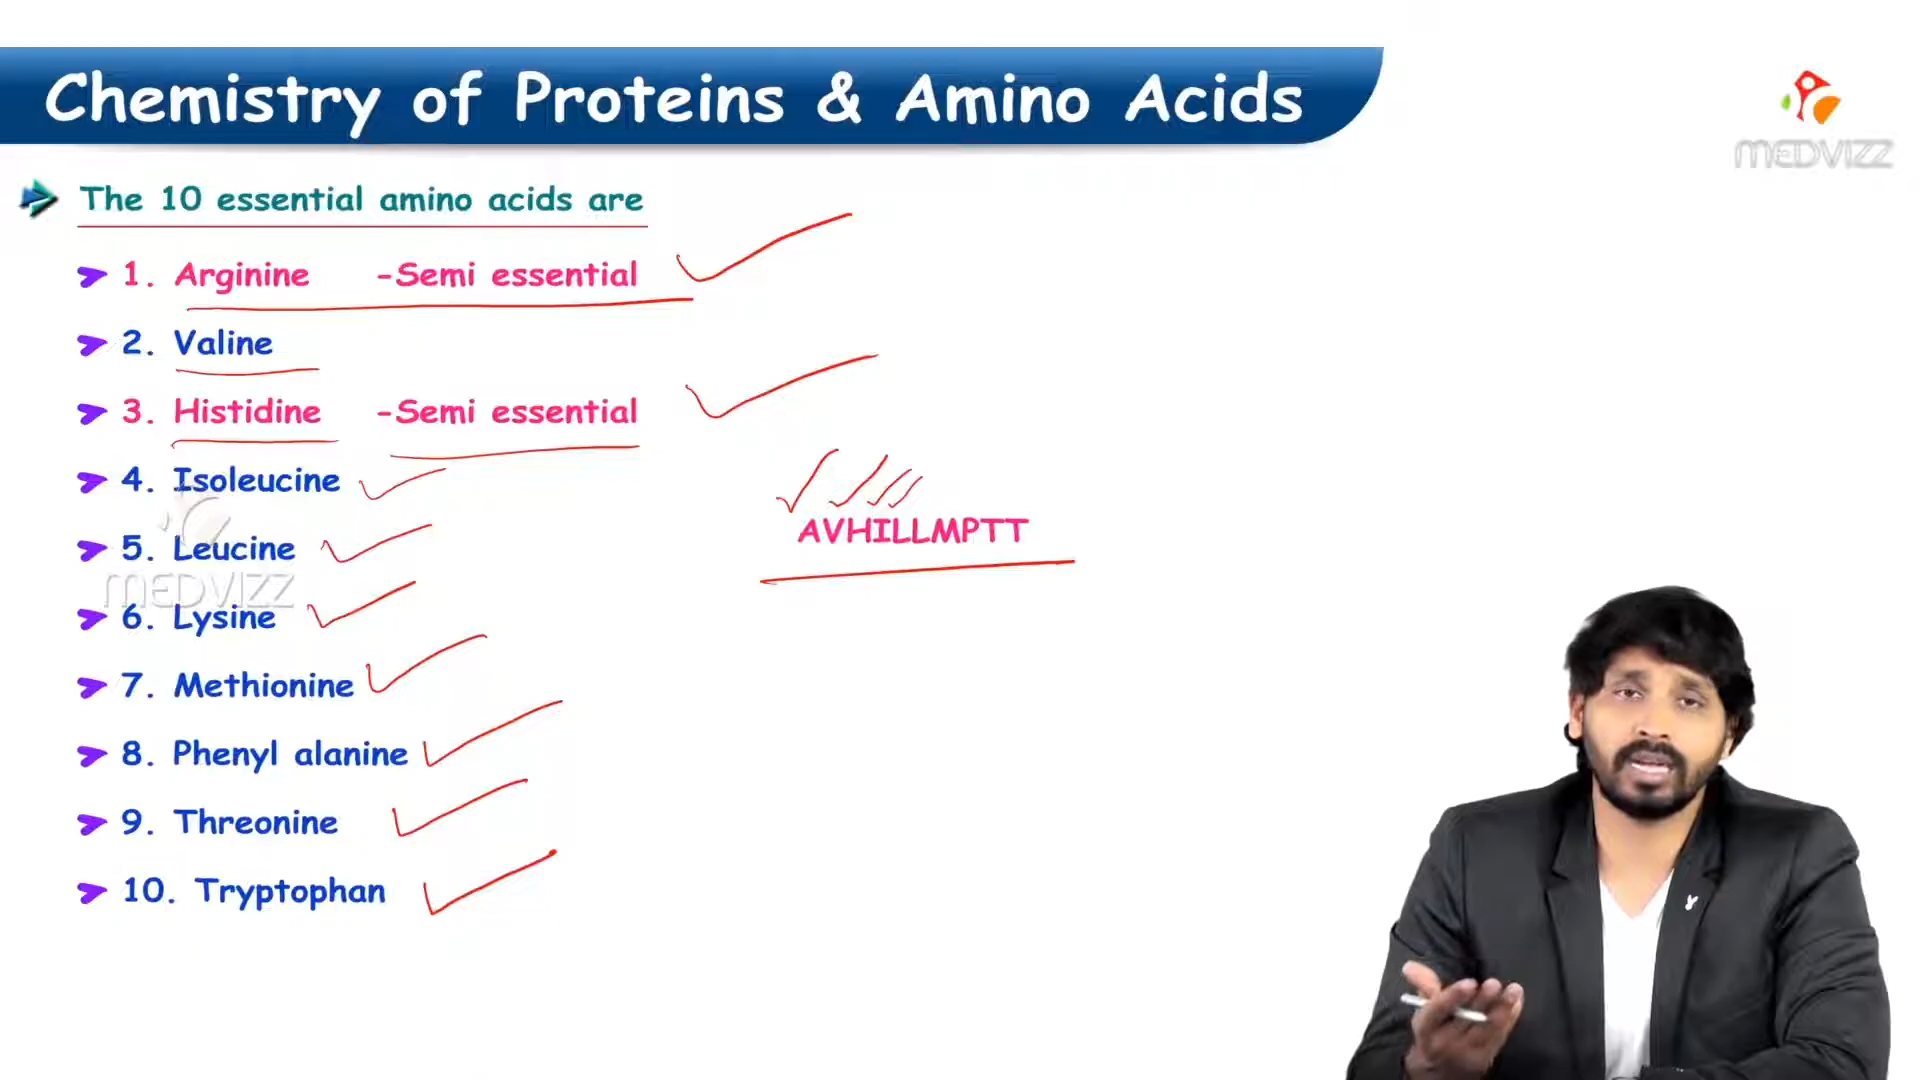 Chemistry of Proteins & Amino Acids
MEDVIZZ
The 10 essential amino acids are
1. Arginine -Semi essential
2. Valine
3. Histidine -Semi essential
4. Isoleucine
5. Leucine
MEDVIZZ
6. Lysine
7. Methionine
8. Phenyl alanine
9. Threonine
10. Tryptophan
AVHILLMPTT